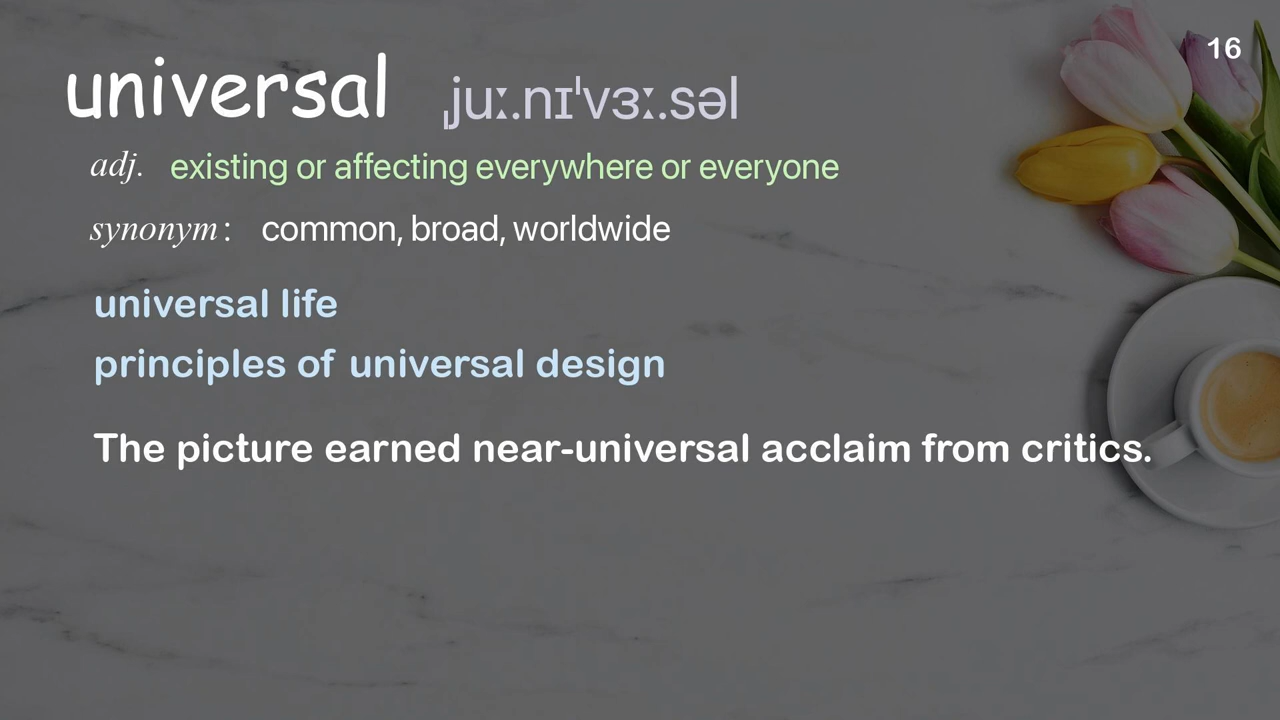 16
universal ˌjuː.nɪˈvɜː.səl
adj. existing or affecting everywhere or everyone
synonym : common, broad, worldwide
universal life
principles of universal design
The picture earned near-universal acclaim from critics.